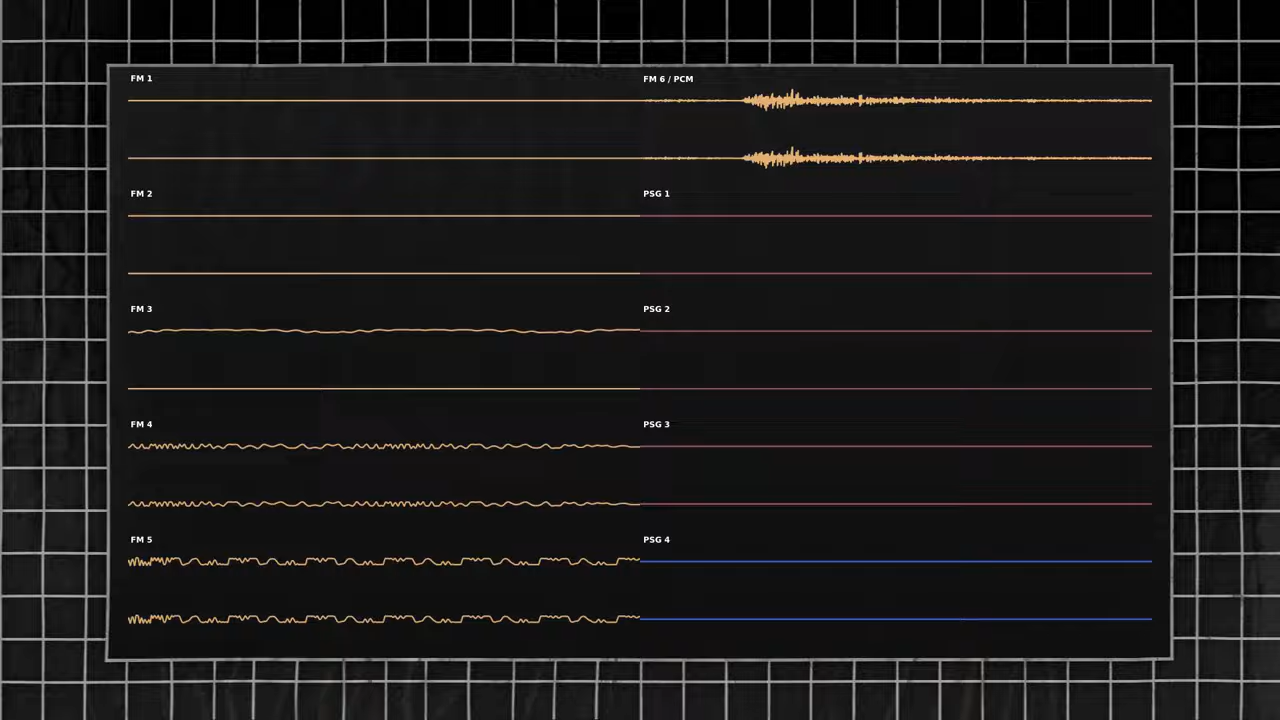 FM 1
FM 2
FM 3
FM 4
FM 5
FM 6 / PCM
PSG 1
PSG 2
PSG 3
PSG 4